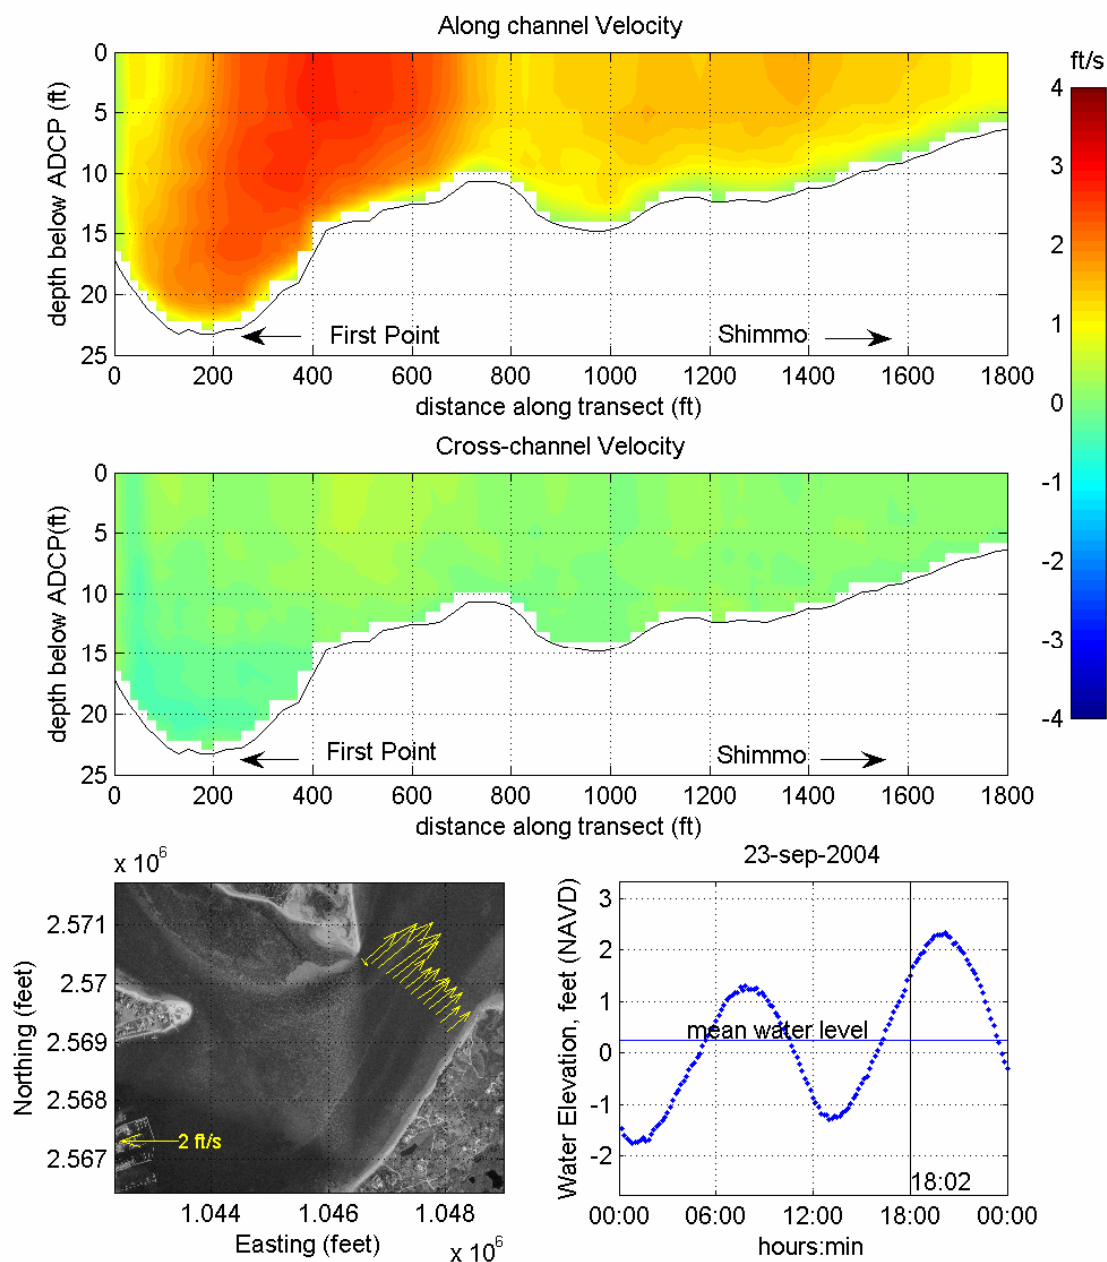 Along channel Velocity
ft/s
depth below ADCP (ft)
0
5
10
15
20
25
First Point
Shimmo
0 200 400 600 800 1000 1200 1400 1600 1800
distance along transect (ft)
4
3
2
1
0
-1
-2
-3
-4
Cross-channel Velocity
depth below ADCP(ft)
0
5
10
15
20
25
First Point
Shimmo
0 200 400 600 800 1000 1200 1400 1600 1800
distance along transect (ft)
x 10^6
Northing (feet)
2.571
2.57
2.569
2.568
2.567
2 ft/s
1.044 1.046 1.048
Easting (feet)
x 10^6
23-sep-2004
Water Elevation, feet (NAVD)
3
2
1
0
-1
-2
mean water level
18:02
00:00 06:00 12:00 18:00 00:00
hours:min